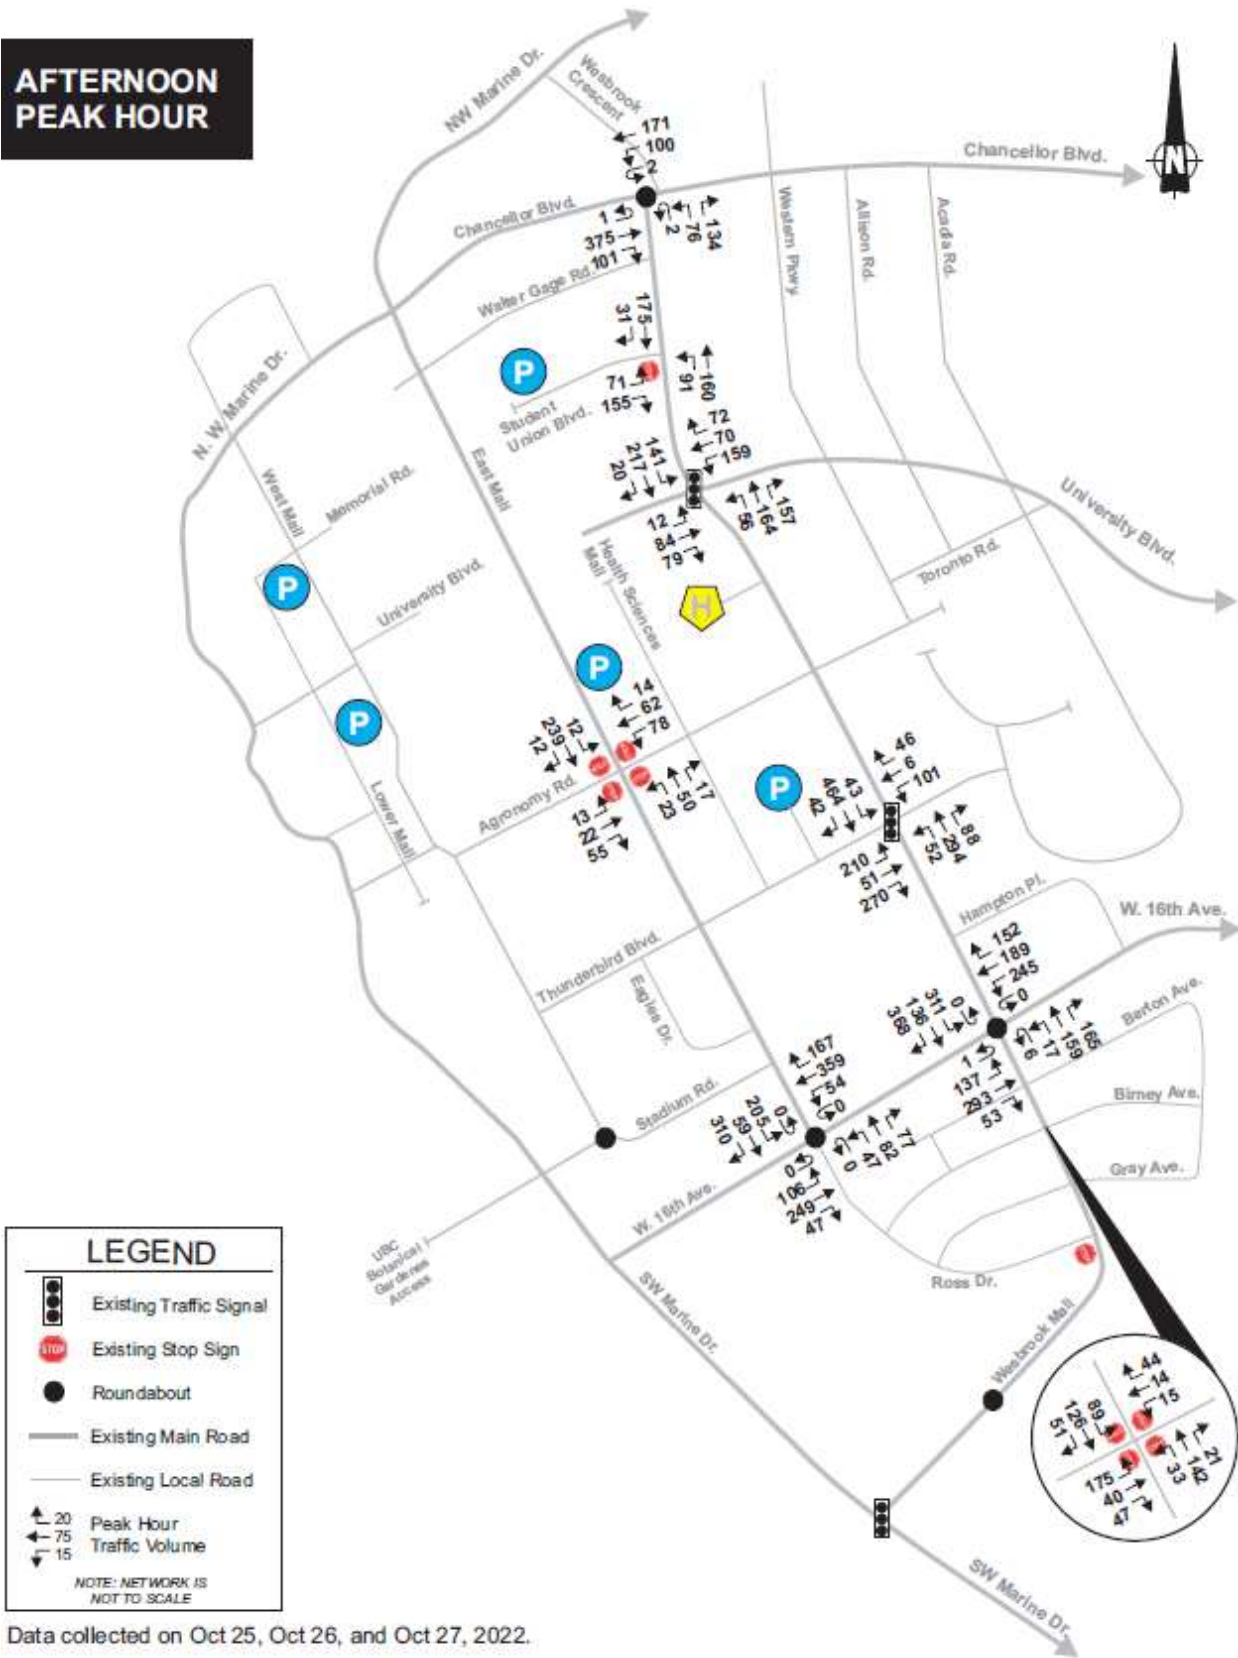 AFTERNOON
PEAK HOUR
NW Marine Dr.
Wesbrook
Crescent
171
100
2
Chancellor Blvd.
N
Chancellor Blvd.
1
375
101
2
76
134
Western Pkwy
Allison Rd.
Acadia Rd.
Walter Gage Rd.
31
175
P
71
155
91
160
Student
Union Blvd.
N. W. Marine Dr.
72
70
159
20
217
141
East Mall
West Mall
Memorial Rd.
12
84
79
56
164
157
University Blvd.
Health Sciences
Mall
Toronto Rd.
P
University Blvd.
H
P
14
62
78
P
12
239
12
Lower Mall
Agronomy Rd.
13
22
55
23
50
17
P
42
464
43
46
6
101
210
51
270
52
294
88
Hampton Pl.
W. 16th Ave.
Thunderbird Blvd.
Eagles Dr.
152
189
245
0
368
136
311
0
Berton Ave.
6
17
159
165
1
137
293
53
167
359
54
0
Birney Ave.
Stadium Rd.
310
59
205
0
0
47
82
77
0
106
249
47
Gray Ave.
W. 16th Ave.
UBC
Botanical
Gardenes
Access
Ross Dr.
SW Marine Dr.
Wesbrook Mall
44
14
15
51
126
89
175
40
47
33
142
21
SW Marine Dr.
LEGEND
Existing Traffic Signal
STOP
Existing Stop Sign
Roundabout
Existing Main Road
Existing Local Road
20
75
15
Peak Hour
Traffic Volume
NOTE: NETWORK IS
NOT TO SCALE
Data collected on Oct 25, Oct 26, and Oct 27, 2022.